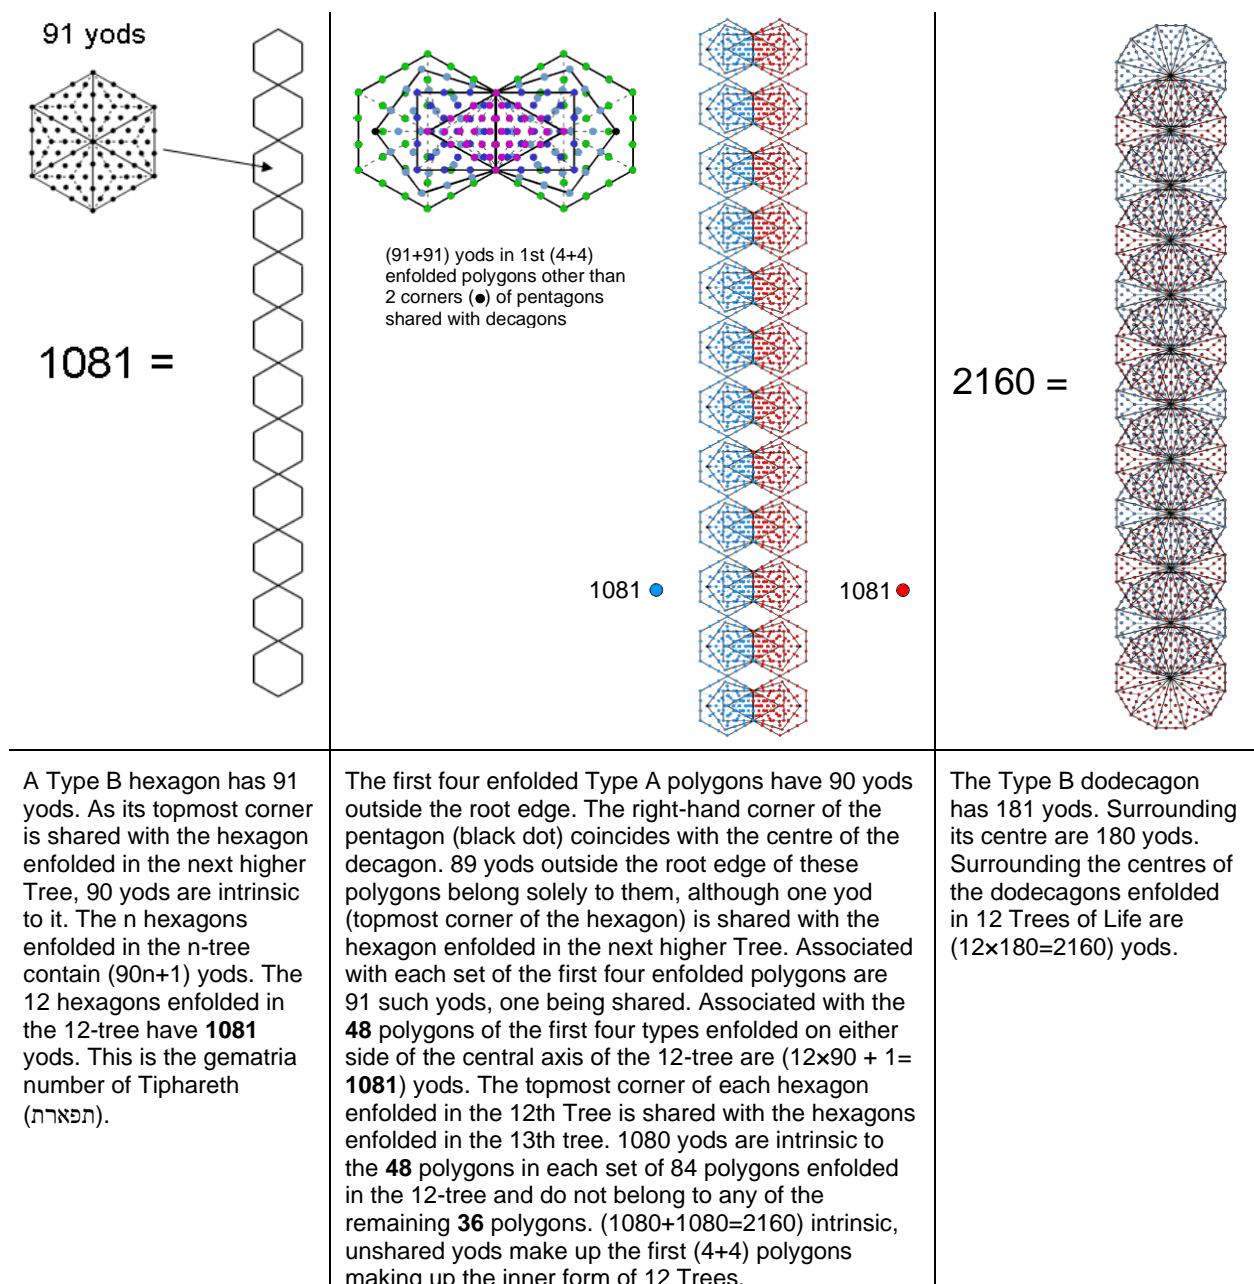 91 yods
1081 =
(91+91) yods in 1st (4+4)
enfolded polygons other than
2 corners (●) of pentagons
shared with decagons
1081
1081
2160 =
A Type B hexagon has 91
yods. As its topmost corner
is shared with the hexagon
enfolded in the next higher
Tree, 90 yods are intrinsic
to it. The n hexagons
enfolded in the n-tree
contain (90n+1) yods. The
12 hexagons enfolded in
the 12-tree have 1081
yods. This is the gematria
number of Tiphareth
(תפארת).
The first four enfolded Type A polygons have 90 yods
outside the root edge. The right-hand corner of the
pentagon (black dot) coincides with the centre of the
decagon. 89 yods outside the root edge of these
polygons belong solely to them, although one yod
(topmost corner of the hexagon) is shared with the
hexagon enfolded in the next higher Tree. Associated
with each set of the first four enfolded polygons are
91 such yods, one being shared. Associated with the
48 polygons of the first four types enfolded on either
side of the central axis of the 12-tree are (12×90 + 1=
1081) yods. The topmost corner of each hexagon
enfolded in the 12th Tree is shared with the hexagons
enfolded in the 13th tree. 1080 yods are intrinsic to
the 48 polygons in each set of 84 polygons enfolded
in the 12-tree and do not belong to any of the
remaining 36 polygons. (1080+1080=2160) intrinsic,
unshared yods make up the first (4+4) polygons
making up the inner form of 12 Trees.
The Type B dodecagon
has 181 yods. Surrounding
its centre are 180 yods.
Surrounding the centres of
the dodecagons enfolded
in 12 Trees of Life are
(12×180=2160) yods.